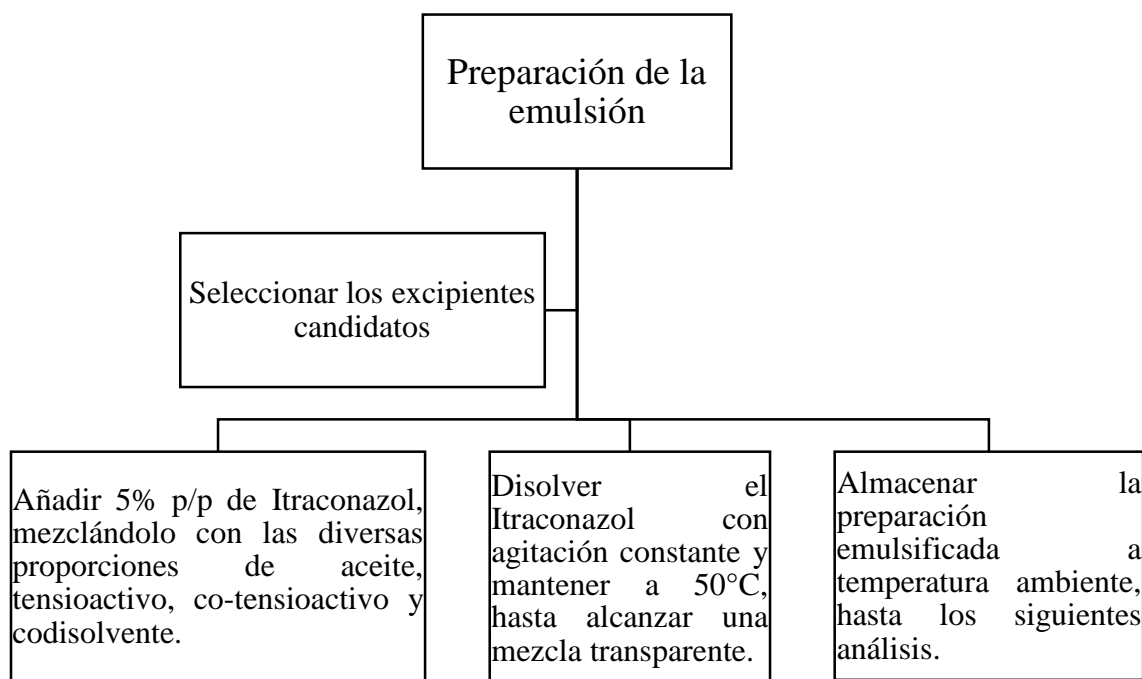 Preparación de la
emulsión
Seleccionar los excipientes
candidatos
Añadir 5% p/p de Itraconazol,
mezclándolo con las diversas
proporciones de aceite,
tensioactivo, co-tensioactivo y
codisolvente.
Disolver el
Itraconazol con
agitación constante y
mantener a 50°C,
hasta alcanzar una
mezcla transparente.
Almacenar la
preparación
emulsificada a
temperatura ambiente,
hasta los siguientes
análisis.